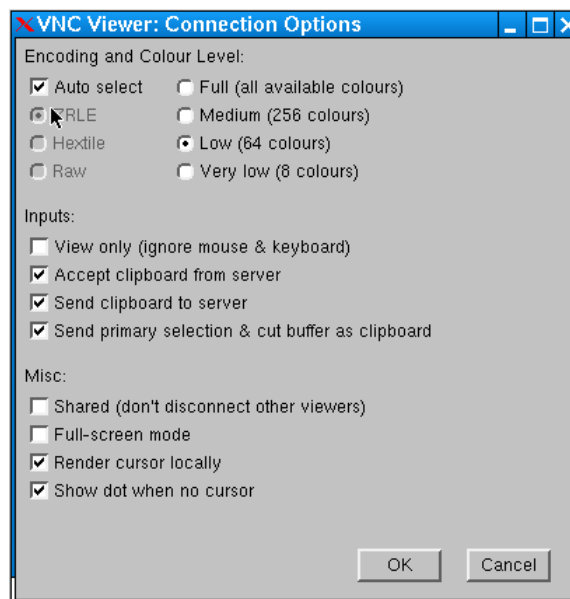 VNC Viewer: Connection Options
Encoding and Colour Level:
Auto select Full (all available colours)
ZRLE Medium (256 colours)
Hextile Low (64 colours)
Raw Very low (8 colours)
Inputs:
View only (ignore mouse & keyboard)
Accept clipboard from server
Send clipboard to server
Send primary selection & cut buffer as clipboard
Misc:
Shared (don't disconnect other viewers)
Full-screen mode
Render cursor locally
Show dot when no cursor
OK Cancel